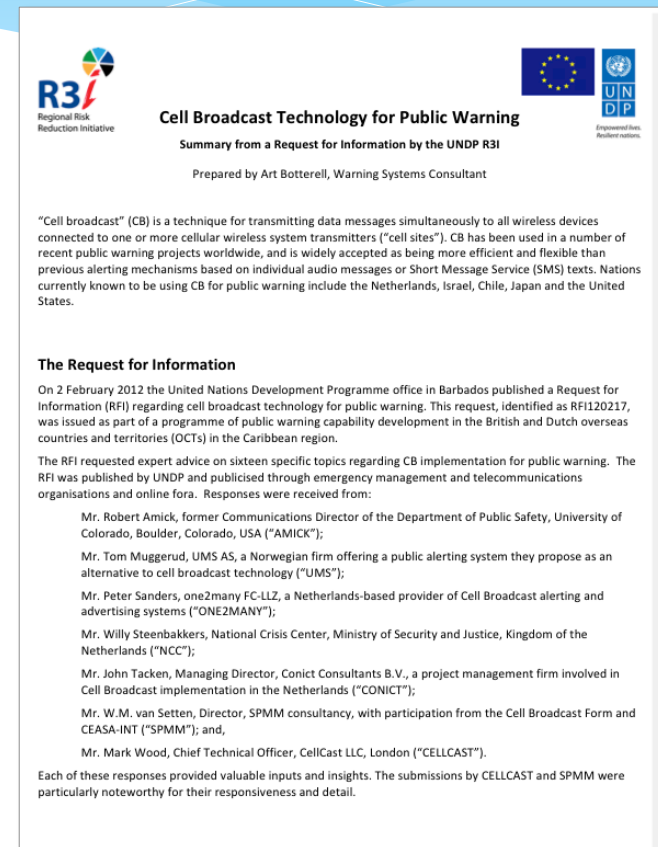 R3i
Regional Risk
Reduction Initiative
UN
DP
Empowered lives.
Resilient nations.
Cell Broadcast Technology for Public Warning
Summary from a Request for Information by the UNDP R3I
Prepared by Art Botterell, Warning Systems Consultant
“Cell broadcast” (CB) is a technique for transmitting data messages simultaneously to all wireless devices
connected to one or more cellular wireless system transmitters (“cell sites”). CB has been used in a number of
recent public warning projects worldwide, and is widely accepted as being more efficient and flexible than
previous alerting mechanisms based on individual audio messages or Short Message Service (SMS) texts. Nations
currently known to be using CB for public warning include the Netherlands, Israel, Chile, Japan and the United
States.
The Request for Information
On 2 February 2012 the United Nations Development Programme office in Barbados published a Request for
Information (RFI) regarding cell broadcast technology for public warning. This request, identified as RFI120217,
was issued as part of a programme of public warning capability development in the British and Dutch overseas
countries and territories (OCTs) in the Caribbean region.
The RFI requested expert advice on sixteen specific topics regarding CB implementation for public warning.  The
RFI was published by UNDP and publicised through emergency management and telecommunications
organisations and online fora.  Responses were received from:
Mr. Robert Amick, former Communications Director of the Department of Public Safety, University of
Colorado, Boulder, Colorado, USA (“AMICK”);
Mr. Tom Muggerud, UMS AS, a Norwegian firm offering a public alerting system they propose as an
alternative to cell broadcast technology (“UMS”);
Mr. Peter Sanders, one2many FC-LLZ, a Netherlands-based provider of Cell Broadcast alerting and
advertising systems (“ONE2MANY”);
Mr. Willy Steenbakkers, National Crisis Center, Ministry of Security and Justice, Kingdom of the
Netherlands (“NCC”);
Mr. John Tacken, Managing Director, Conict Consultants B.V., a project management firm involved in
Cell Broadcast implementation in the Netherlands (“CONICT”);
Mr. W.M. van Setten, Director, SPMM consultancy, with participation from the Cell Broadcast Form and
CEASA-INT (“SPMM”); and,
Mr. Mark Wood, Chief Technical Officer, CellCast LLC, London (“CELLCAST”).
Each of these responses provided valuable inputs and insights. The submissions by CELLCAST and SPMM were
particularly noteworthy for their responsiveness and detail.